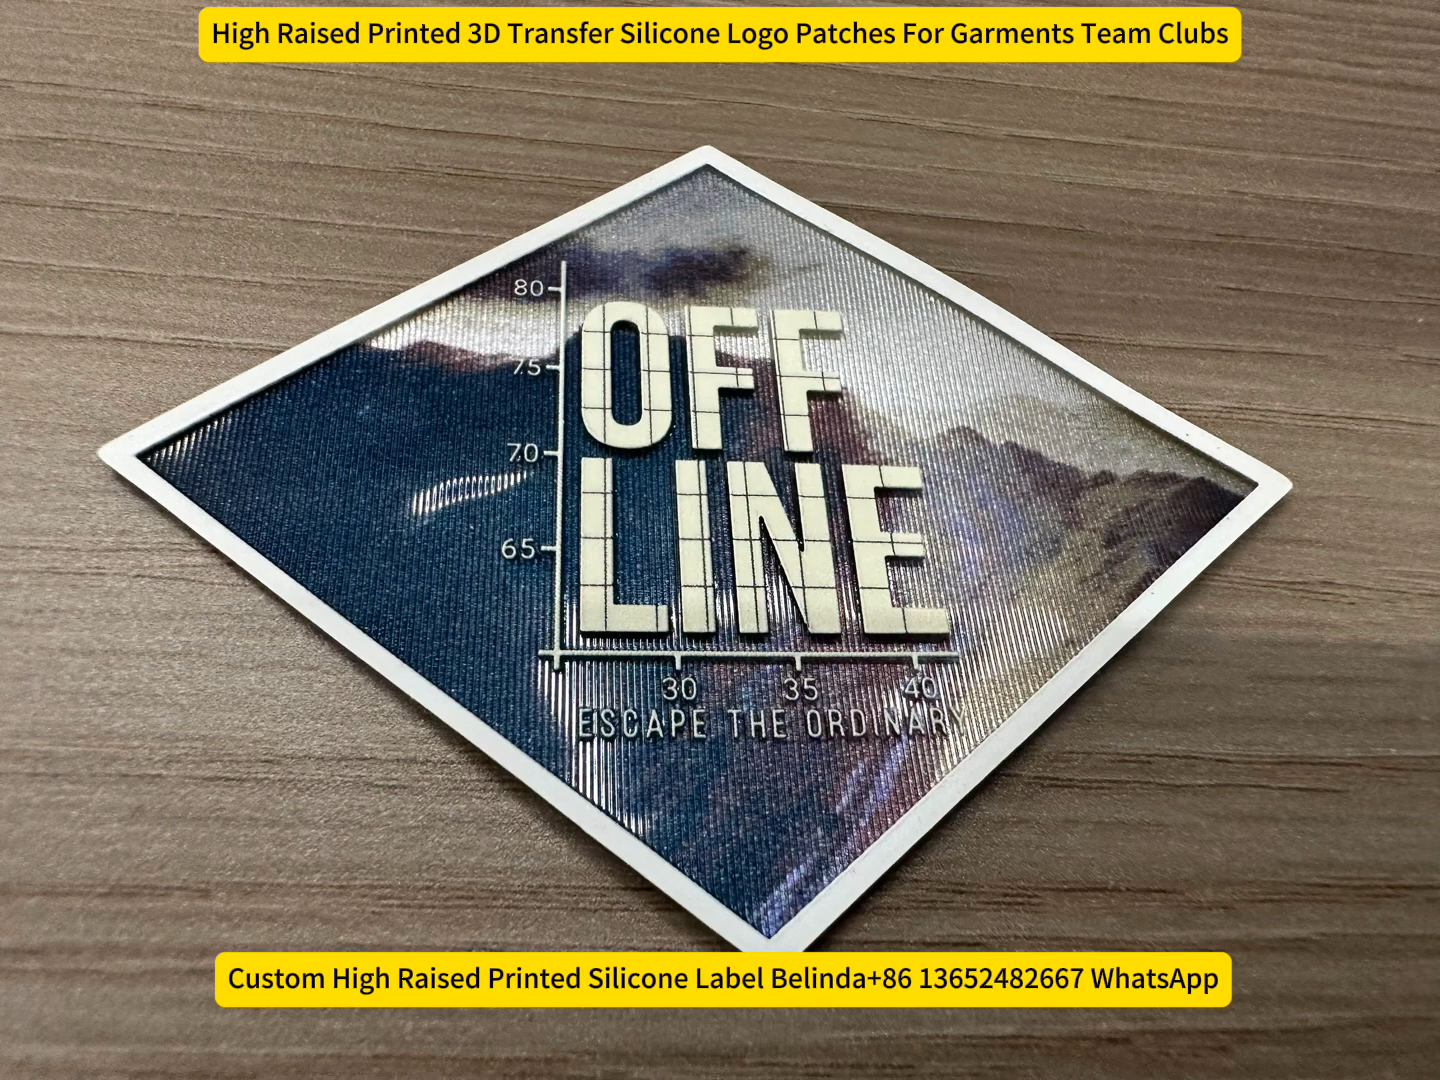 High Raised Printed 3D Transfer Silicone Logo Patches For Garments Team Clubs
80
75
70
65
OFF
LINE
30 35 40
ESCAPE THE ORDINARY
Custom High Raised Printed Silicone Label Belinda+86 13652482667 WhatsApp